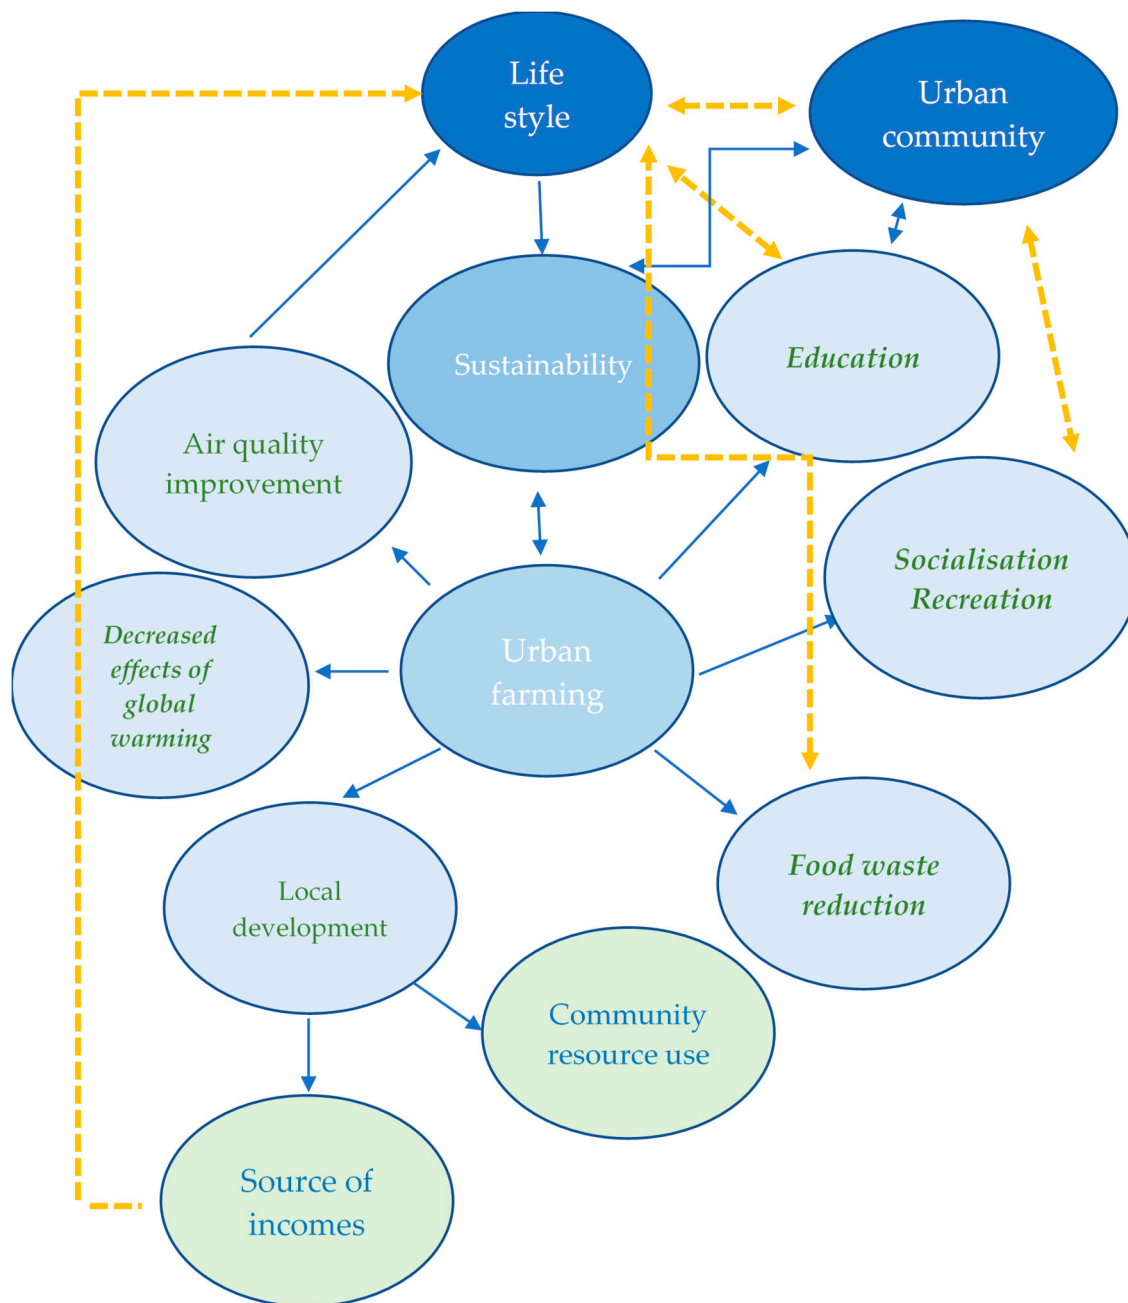 Life
style
Urban
community
Sustainability
Education
Air quality
improvement
Socialisation
Recreation
Decreased
effects of
global
warming
Urban
farming
Food waste
reduction
Local
development
Community
resource use
Source of
incomes